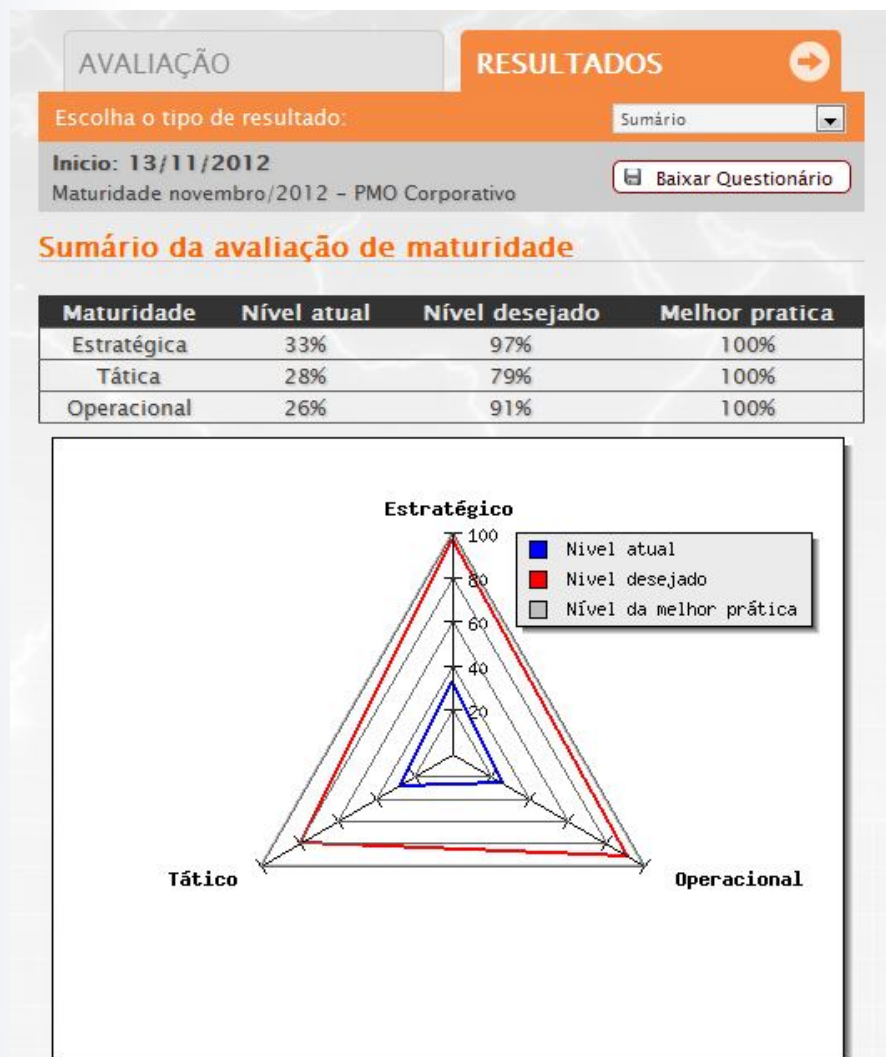 AVALIAÇÃO
RESULTADOS
Escolha o tipo de resultado:
Sumário
Inicio: 13/11/2012
Maturidade novembro/2012 - PMO Corporativo
Baixar Questionário
Sumário da avaliação de maturidade
Maturidade Nível atual Nível desejado Melhor pratica
Estratégica 33% 97% 100%
Tática 28% 79% 100%
Operacional 26% 91% 100%
Estratégico
100
80
60
40
20
Nivel atual
Nivel desejado
Nível da melhor prática
Tático
Operacional